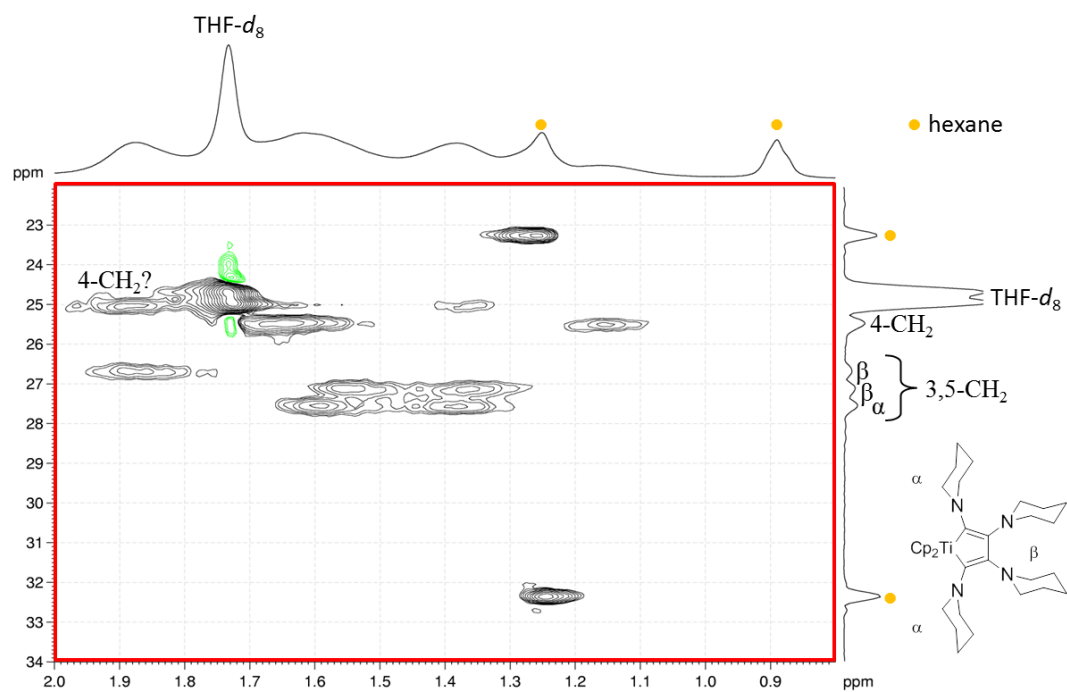 THF-d₈
hexane
ppm
23
24
25
26
27
28
29
30
31
32
33
34
4-CH₂?
THF-d₈
4-CH₂
β
β
α
3,5-CH₂
α
N
N
Cp₂Ti
β
N
N
α
2.0 1.9 1.8 1.7 1.6 1.5 1.4 1.3 1.2 1.1 1.0 0.9 ppm